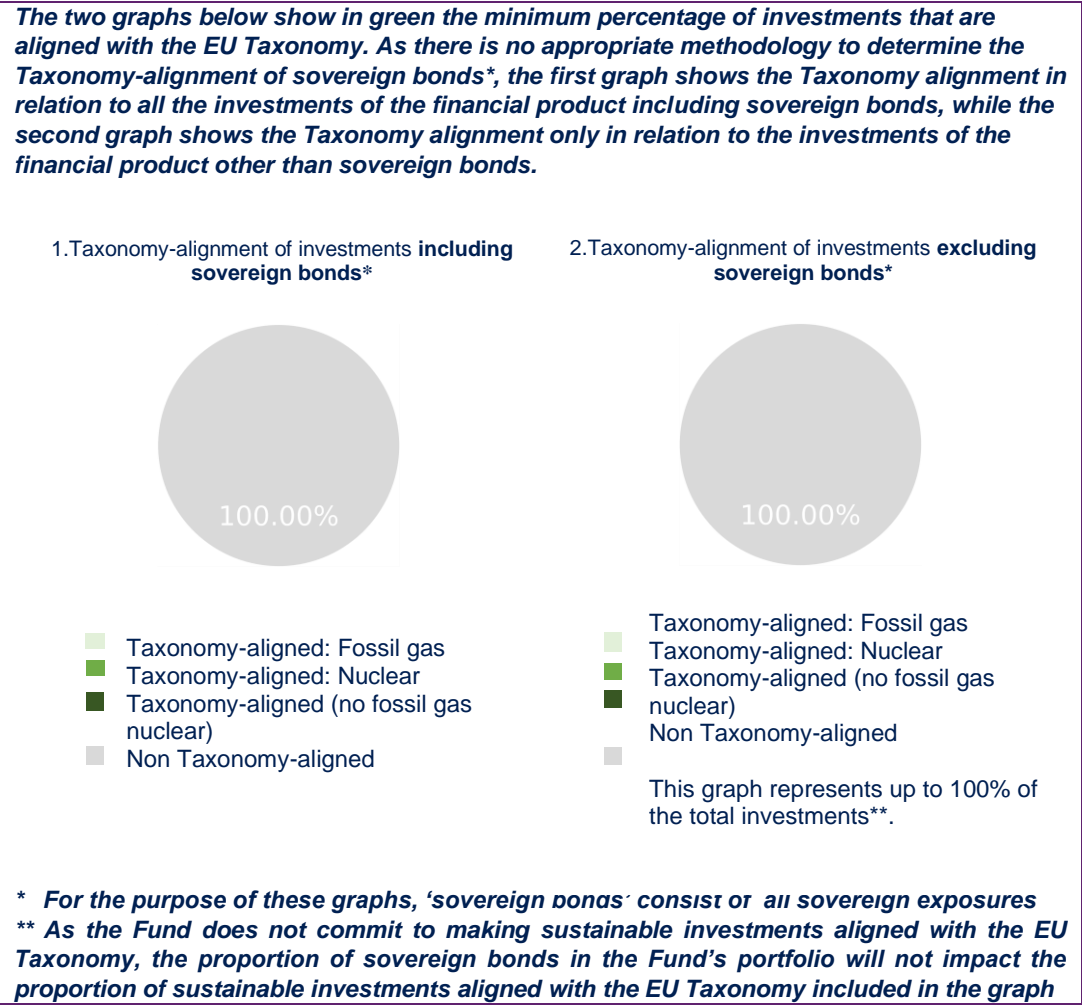 The two graphs below show in green the minimum percentage of investments that are
aligned with the EU Taxonomy. As there is no appropriate methodology to determine the
Taxonomy-alignment of sovereign bonds*, the first graph shows the Taxonomy alignment in
relation to all the investments of the financial product including sovereign bonds, while the
second graph shows the Taxonomy alignment only in relation to the investments of the
financial product other than sovereign bonds.
1.Taxonomy-alignment of investments including
sovereign bonds*
100.00%
Taxonomy-aligned: Fossil gas
Taxonomy-aligned: Nuclear
Taxonomy-aligned (no fossil gas
nuclear)
Non Taxonomy-aligned
2.Taxonomy-alignment of investments excluding
sovereign bonds*
100.00%
Taxonomy-aligned: Fossil gas
Taxonomy-aligned: Nuclear
Taxonomy-aligned (no fossil gas
nuclear)
Non Taxonomy-aligned
This graph represents up to 100% of
the total investments**.
* For the purpose of these graphs, ‘sovereign bonds’ consist of all sovereign exposures
** As the Fund does not commit to making sustainable investments aligned with the EU
Taxonomy, the proportion of sovereign bonds in the Fund’s portfolio will not impact the
proportion of sustainable investments aligned with the EU Taxonomy included in the graph